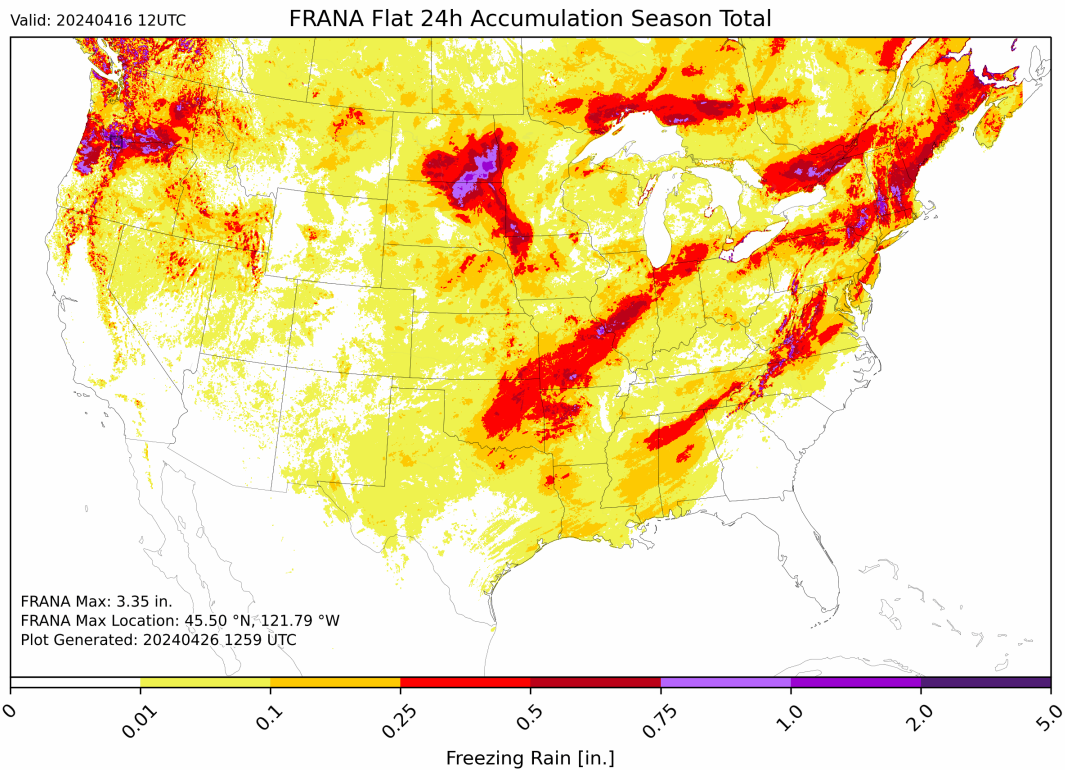 Valid: 20240416 12UTC
FRANA Flat 24h Accumulation Season Total
FRANA Max: 3.35 in.
FRANA Max Location: 45.50 °N, 121.79 °W
Plot Generated: 20240426 1259 UTC
0 0.01 0.1 0.25 0.5 0.75 1.0 2.0 5.0
Freezing Rain [in.]